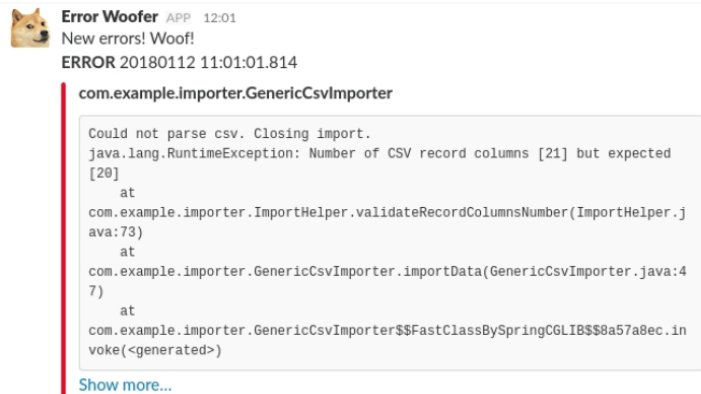 Error Woofer APP 12:01
New errors! Woof!
ERROR 20180112 11:01:01.814
com.example.importer.GenericCsvImporter
Could not parse csv. Closing import.
java.lang.RuntimeException: Number of CSV record columns [21] but expected
[20]
at
com.example.importer.ImportHelper.validateRecordColumnsNumber(ImportHelper.j
ava:73)
at
com.example.importer.GenericCsvImporter.importData(GenericCsvImporter.java:4
7)
at
com.example.importer.GenericCsvImporter$$FastClassBySpringCGLIB$$8a57a8ec.in
voke(<generated>)
Show more...